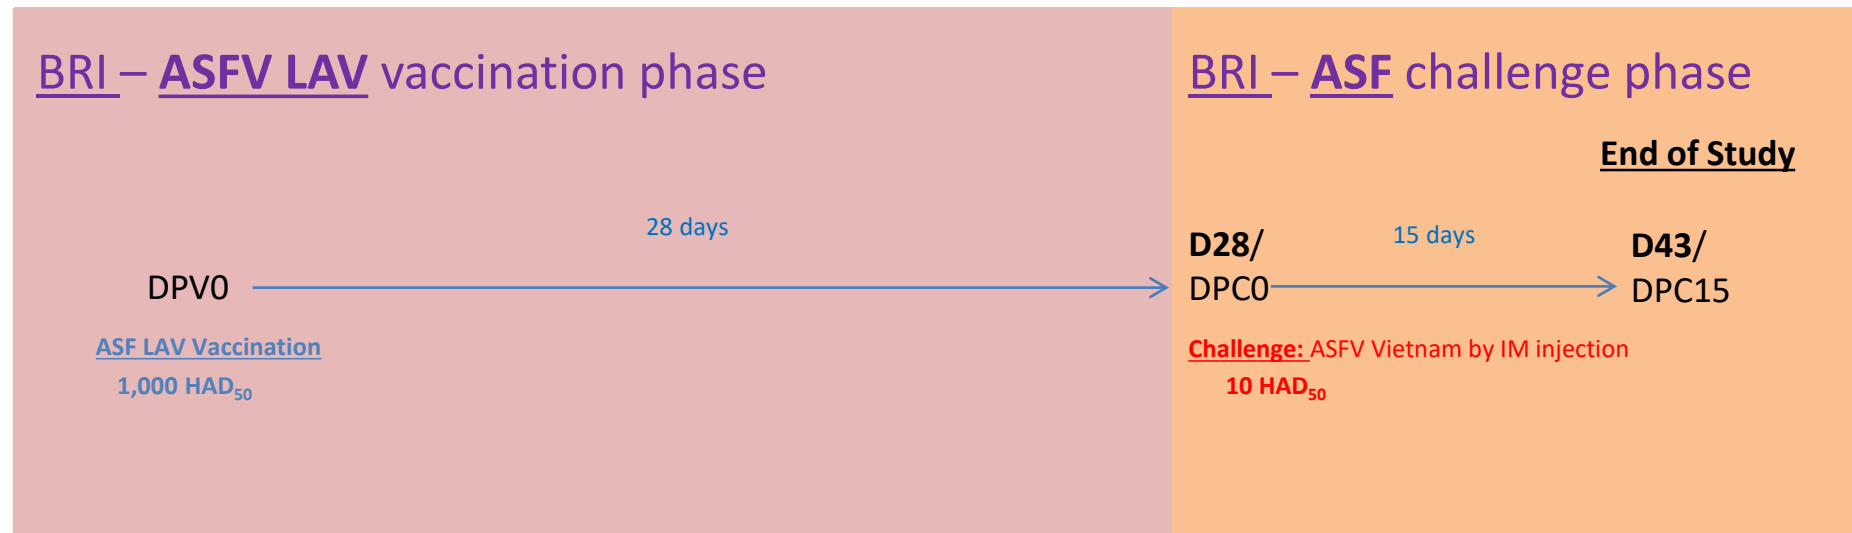 BRI – ASFV LAV vaccination phase
BRI – ASF challenge phase
End of Study
28 days
D28/
15 days
D43/
DPV0
DPC0
DPC15
ASF LAV Vaccination
Challenge: ASFV Vietnam by IM injection
1,000 HAD₅₀
10 HAD₅₀